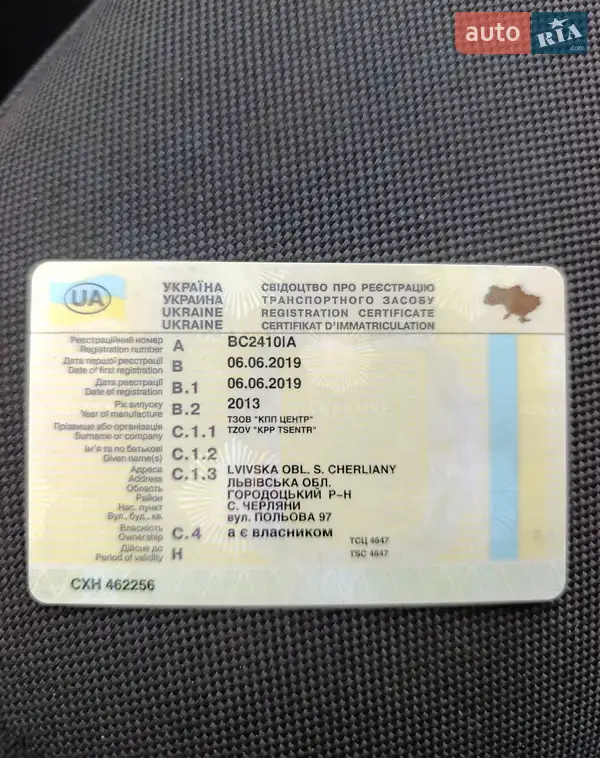 auto RIA.com
UA
УКРАЇНА СВІДОЦТВО ПРО РЕЄСТРАЦІЮ
УКРАИНА ТРАНСПОРТНОГО ЗАСОБУ
UKRAINE REGISTRATION CERTIFICATE
UKRAINE CERTIFIKAT D'IMMATRICULATION
Реєстраційний номер
Registration number A BC2410IA
Дата першої реєстрації
Date of first registration B 06.06.2019
Дата реєстрації
Date of registration B.1 06.06.2019
Рік випуску
Year of manufacture B.2 2013
Прізвище або організація ТЗОВ "КПП ЦЕНТР"
Surname or company C.1.1 TZOV "KPP TSENTR"
Ім'я та по батькові
Given name(s) C.1.2
Адреса
Address C.1.3 LVIVSKA OBL. S. CHERLIANY
Область ЛЬВІВСЬКА ОБЛ.
Район ГОРОДОЦЬКИЙ Р-Н
Нас. пункт С. ЧЕРЛЯНИ
Вул., буд., кв. вул. ПОЛЬОВА 97
Власність
Ownership C.4 а є власником
ТСЦ 4647
Дійсне до
Period of validity H TSC 4647
СХН 462256